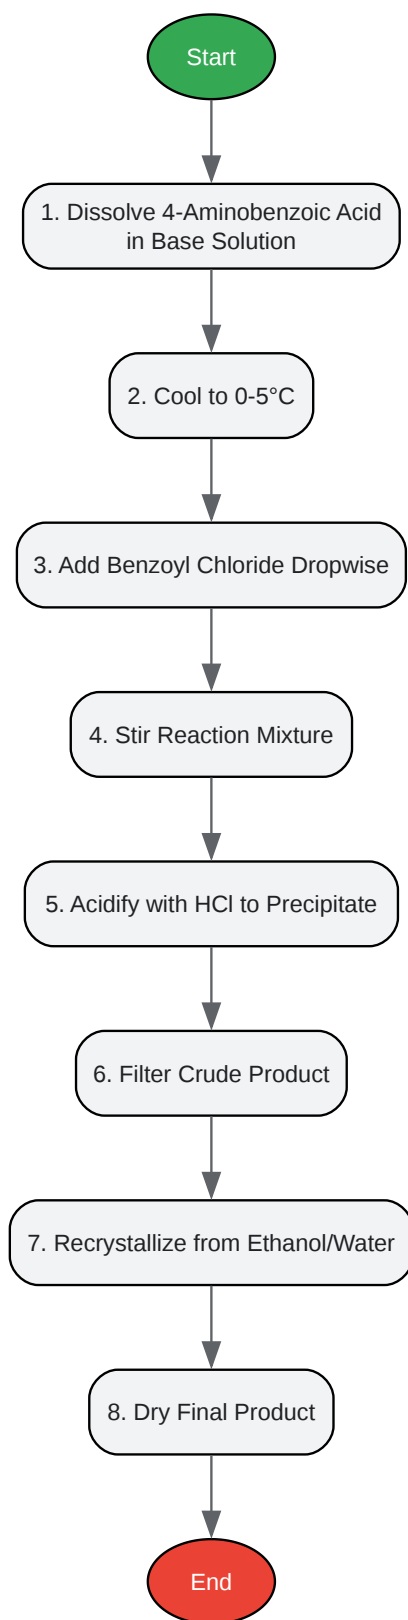 Start
1. Dissolve 4-Aminobenzoic Acid
in Base Solution
2. Cool to 0-5°C
3. Add Benzoyl Chloride Dropwise
4. Stir Reaction Mixture
5. Acidify with HCl to Precipitate
6. Filter Crude Product
7. Recrystallize from Ethanol/Water
8. Dry Final Product
End